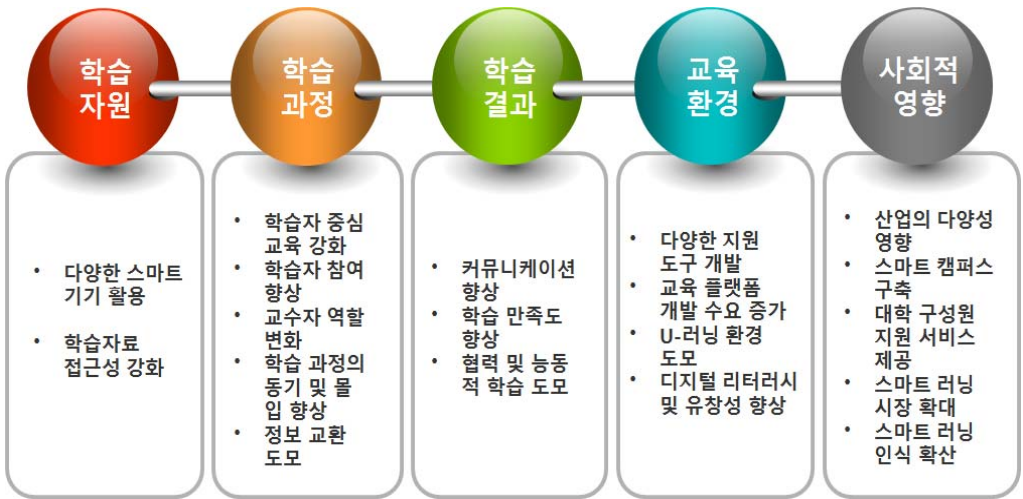 학습
자원
학습
과정
학습
결과
교육
환경
사회적
영향
• 다양한 스마트
기기 활용
• 학습자료
접근성 강화
• 학습자 중심
교육 강화
• 학습자 참여
향상
• 교수자 역할
변화
• 학습 과정의
동기 및 몰
입 향상
• 정보 교환
도모
• 커뮤니케이션
향상
• 학습 만족도
향상
• 협력 및 능동
적 학습 도모
• 다양한 지원
도구 개발
• 교육 플랫폼
개발 수요 증가
• U-러닝 환경
도모
• 디지털 리터러시
및 유창성 향상
• 산업의 다양성
영향
• 스마트 캠퍼스
구축
• 대학 구성원
지원 서비스
제공
• 스마트 러닝
시장 확대
• 스마트 러닝
인식 확산